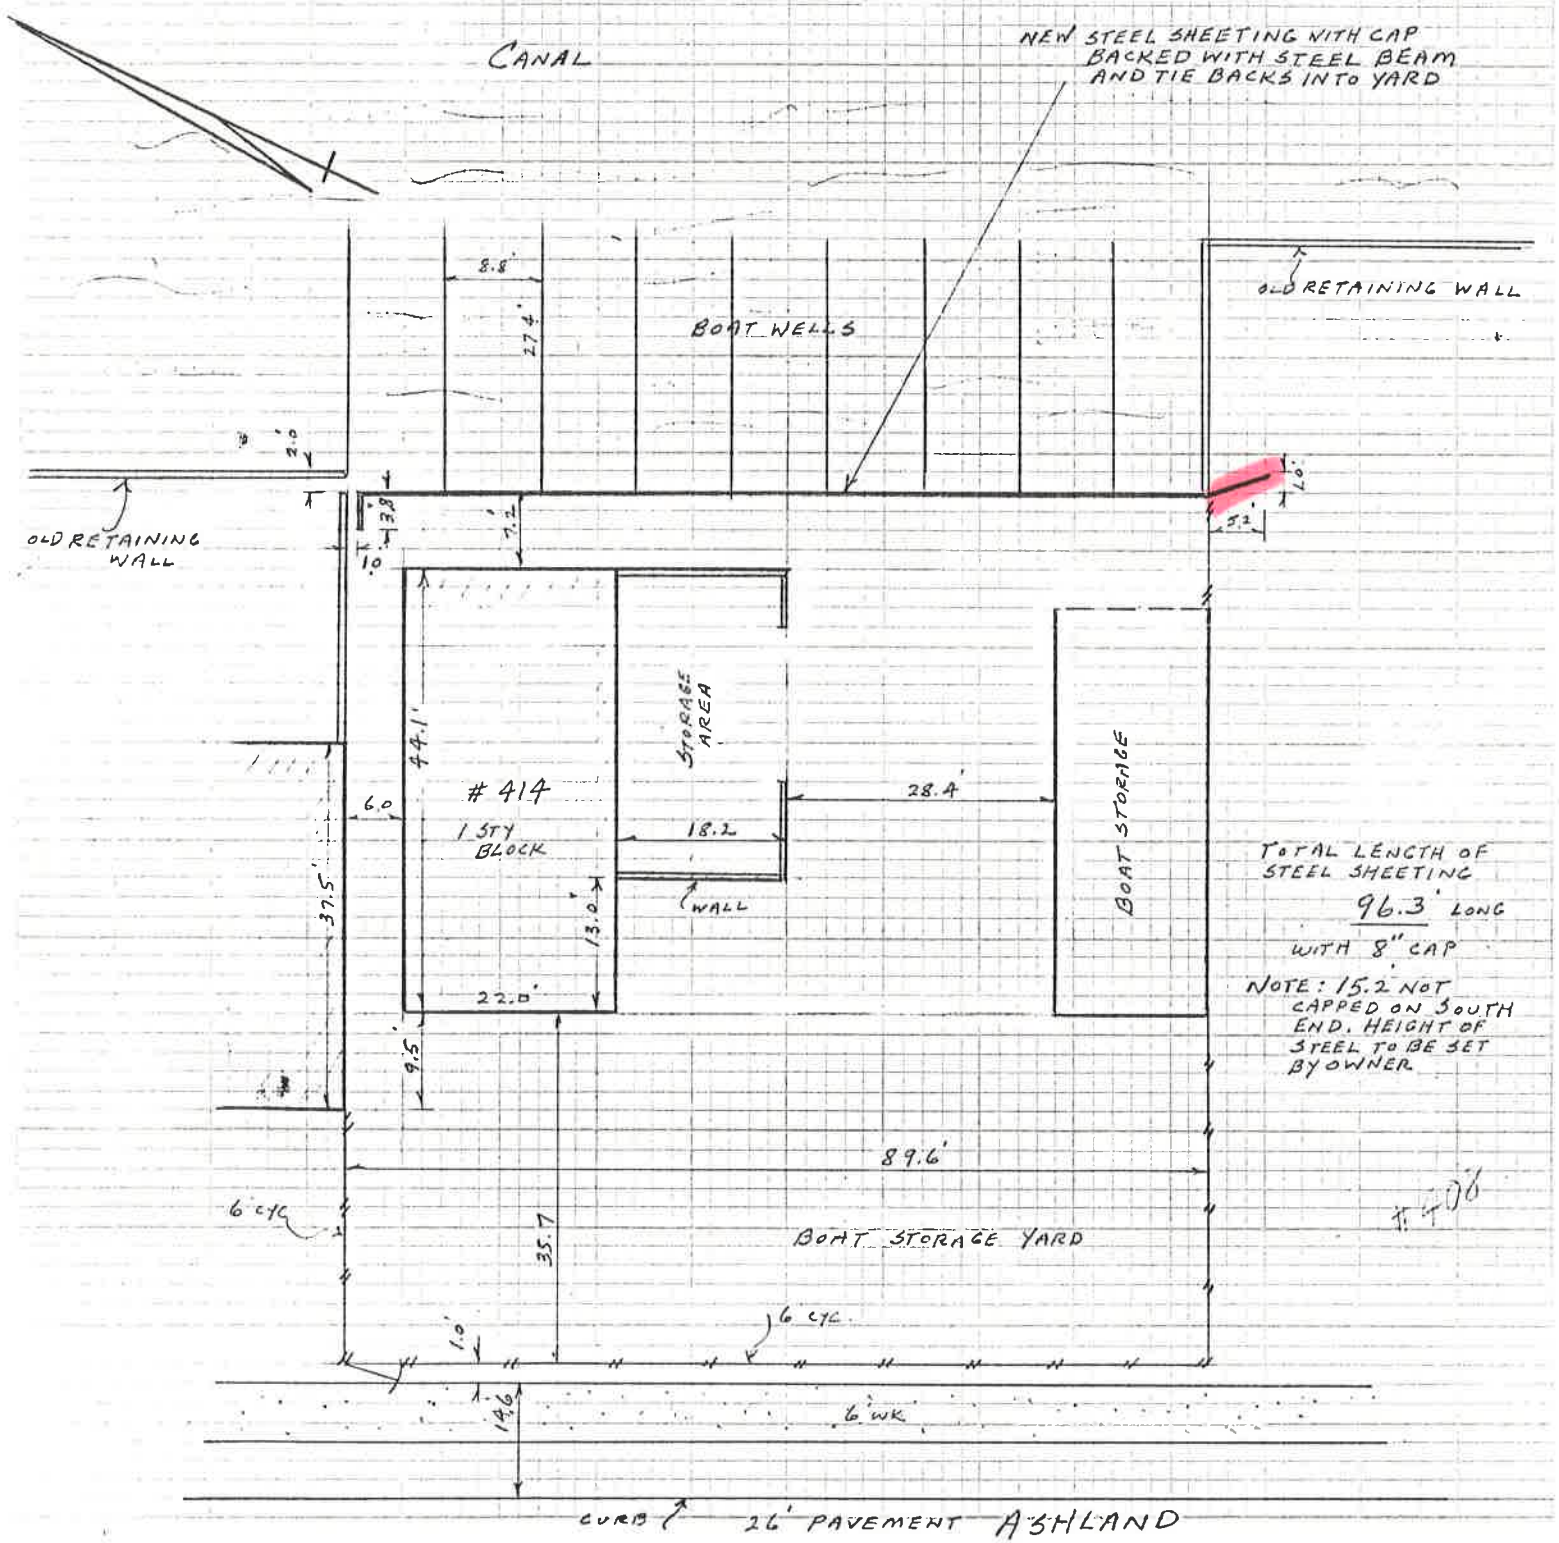 CANAL
NEW STEEL SHEETING WITH CAP
BACKED WITH STEEL BEAM
AND TIE BACKS INTO YARD
8.8'
27.4'
BOAT WELLS
OLD RETAINING WALL
2.0'
3.8'
1.0'
7.2'
1.0'
5.2'
OLD RETAINING
WALL
44.1'
STORAGE
AREA
# 414
1 STY
BLOCK
6.0
18.2
28.4'
BOAT STORAGE
37.5'
WALL
13.0'
22.0'
9.5'
TOTAL LENGTH OF
STEEL SHEETING
96.3' LONG
WITH 8" CAP
NOTE: 15.2' NOT
CAPPED ON SOUTH
END. HEIGHT OF
STEEL TO BE SET
BY OWNER
89.6'
6' CYC
35.7
BOAT STORAGE YARD
#408
1.0'
6' CYC.
14.6
6' WK
CURB
26' PAVEMENT ASHLAND